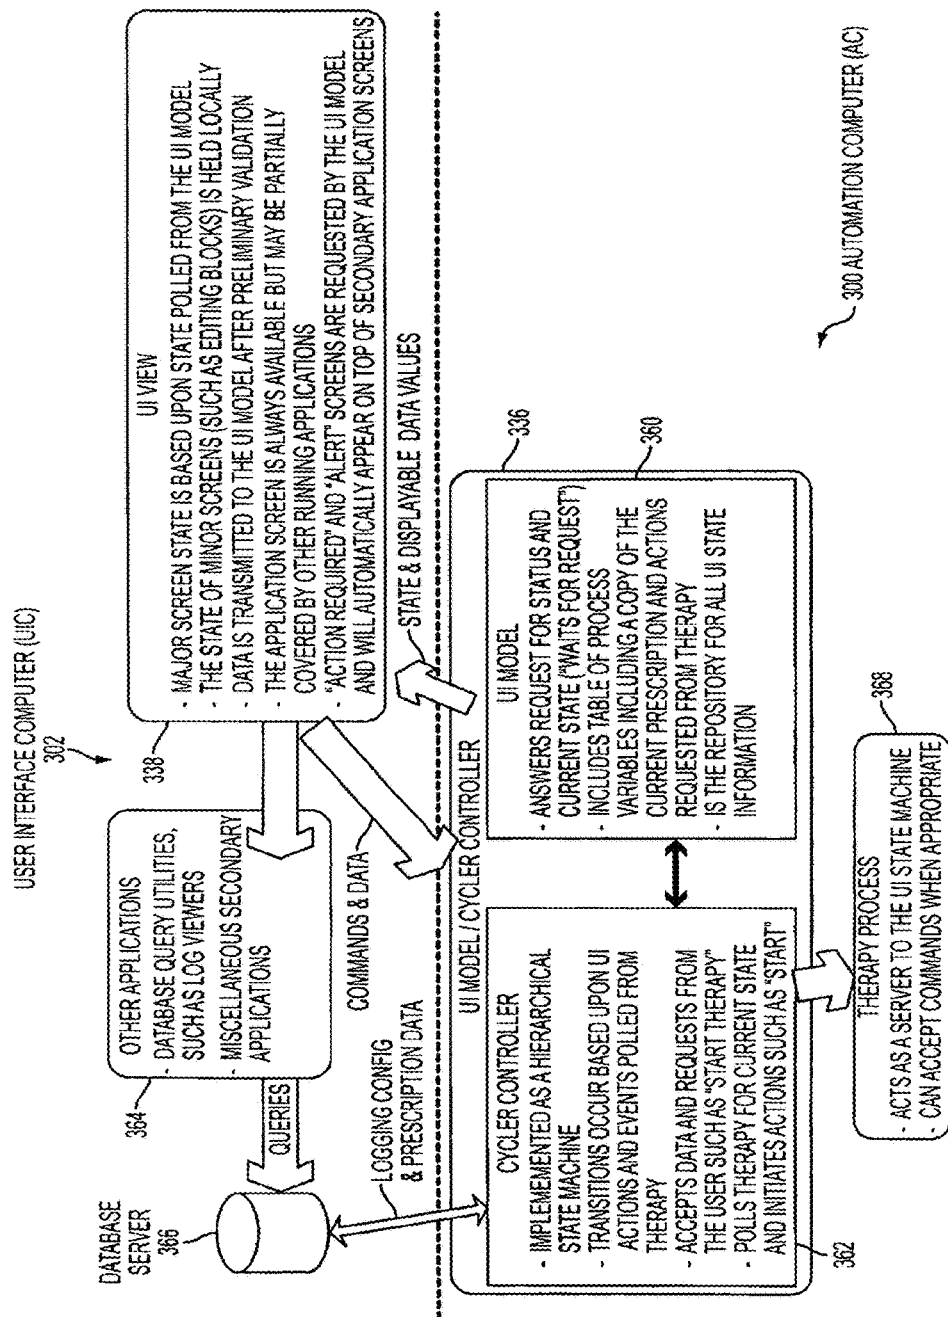 USER INTERFACE COMPUTER (UIC)
302
338
UI VIEW
- MAJOR SCREEN STATE IS BASED UPON STATE POLLED FROM THE UI MODEL
THE STATE OF MINOR SCREENS (SUCH AS EDITING BLOCKS) IS HELD LOCALLY
DATA IS TRANSMITTED TO THE UI MODEL AFTER PRELIMINARY VALIDATION
- THE APPLICATION SCREEN IS ALWAYS AVAILABLE BUT MAY BE PARTIALLY
COVERED BY OTHER RUNNING APPLICATIONS
- "ACTION REQUIRED" AND "ALERT" SCREENS ARE REQUESTED BY THE UI MODEL
AND WILL AUTOMATICALLY APPEAR ON TOP OF SECONDARY APPLICATION SCREENS
364
OTHER APPLICATIONS
- DATABASE QUERY UTILITIES,
SUCH AS LOG VIEWERS
- MISCELLANEOUS SECONDARY
APPLICATIONS
QUERIES
DATABASE
SERVER
366
LOGGING CONFIG
& PRESCRIPTION DATA
COMMANDS & DATA
STATE & DISPLAYABLE DATA VALUES
UI MODEL / CYCLER CONTROLLER
336
CYCLER CONTROLLER
- IMPLEMENTED AS A HIERARCHICAL
STATE MACHINE
- TRANSITIONS OCCUR BASED UPON UI
ACTIONS AND EVENTS POLLED FROM
THERAPY
- ACCEPTS DATA AND REQUESTS FROM
THE USER SUCH AS "START THERAPY"
- POLLS THERAPY FOR CURRENT STATE
AND INITIATES ACTIONS SUCH AS "START"
362
UI MODEL
- ANSWERS REQUEST FOR STATUS AND
CURRENT STATE ("WAITS FOR REQUEST")
- INCLUDES TABLE OF PROCESS
VARIABLES INCLUDING A COPY OF THE
CURRENT PRESCRIPTION AND ACTIONS
REQUESTED FROM THERAPY
- IS THE REPOSITORY FOR ALL UI STATE
INFORMATION
360
300 AUTOMATION COMPUTER (AC)
THERAPY PROCESS
- ACTS AS A SERVER TO THE UI STATE MACHINE
- CAN ACCEPT COMMANDS WHEN APPROPRIATE
368